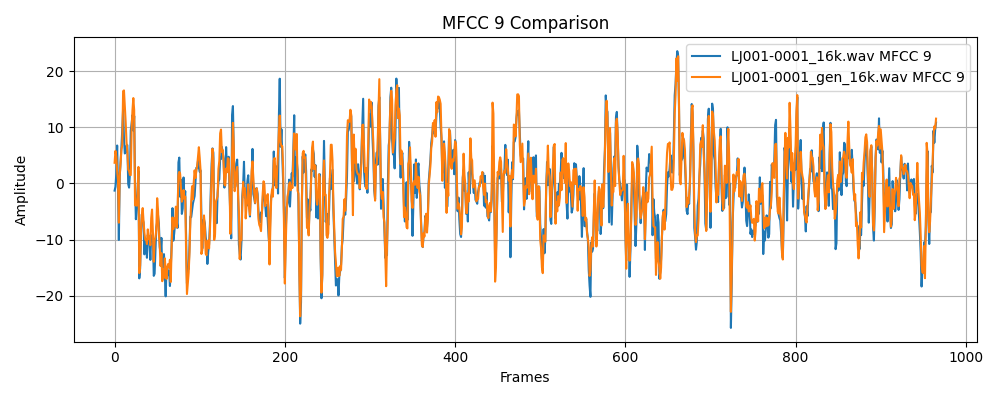 MFCC 9 Comparison
LJ001-0001_16k.wav MFCC 9
LJ001-0001_gen_16k.wav MFCC 9
Amplitude
20
10
0
−10
−20
0 200 400 600 800 1000
Frames